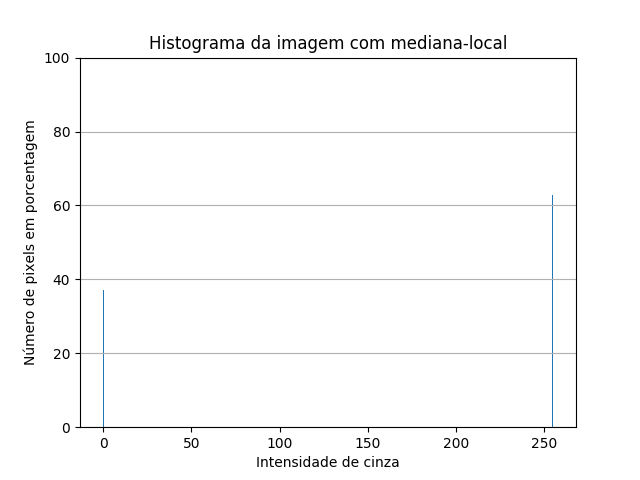 Histograma da imagem com mediana-local
100
80
60
40
20
0
Número de pixels em porcentagem
0 50 100 150 200 250
Intensidade de cinza